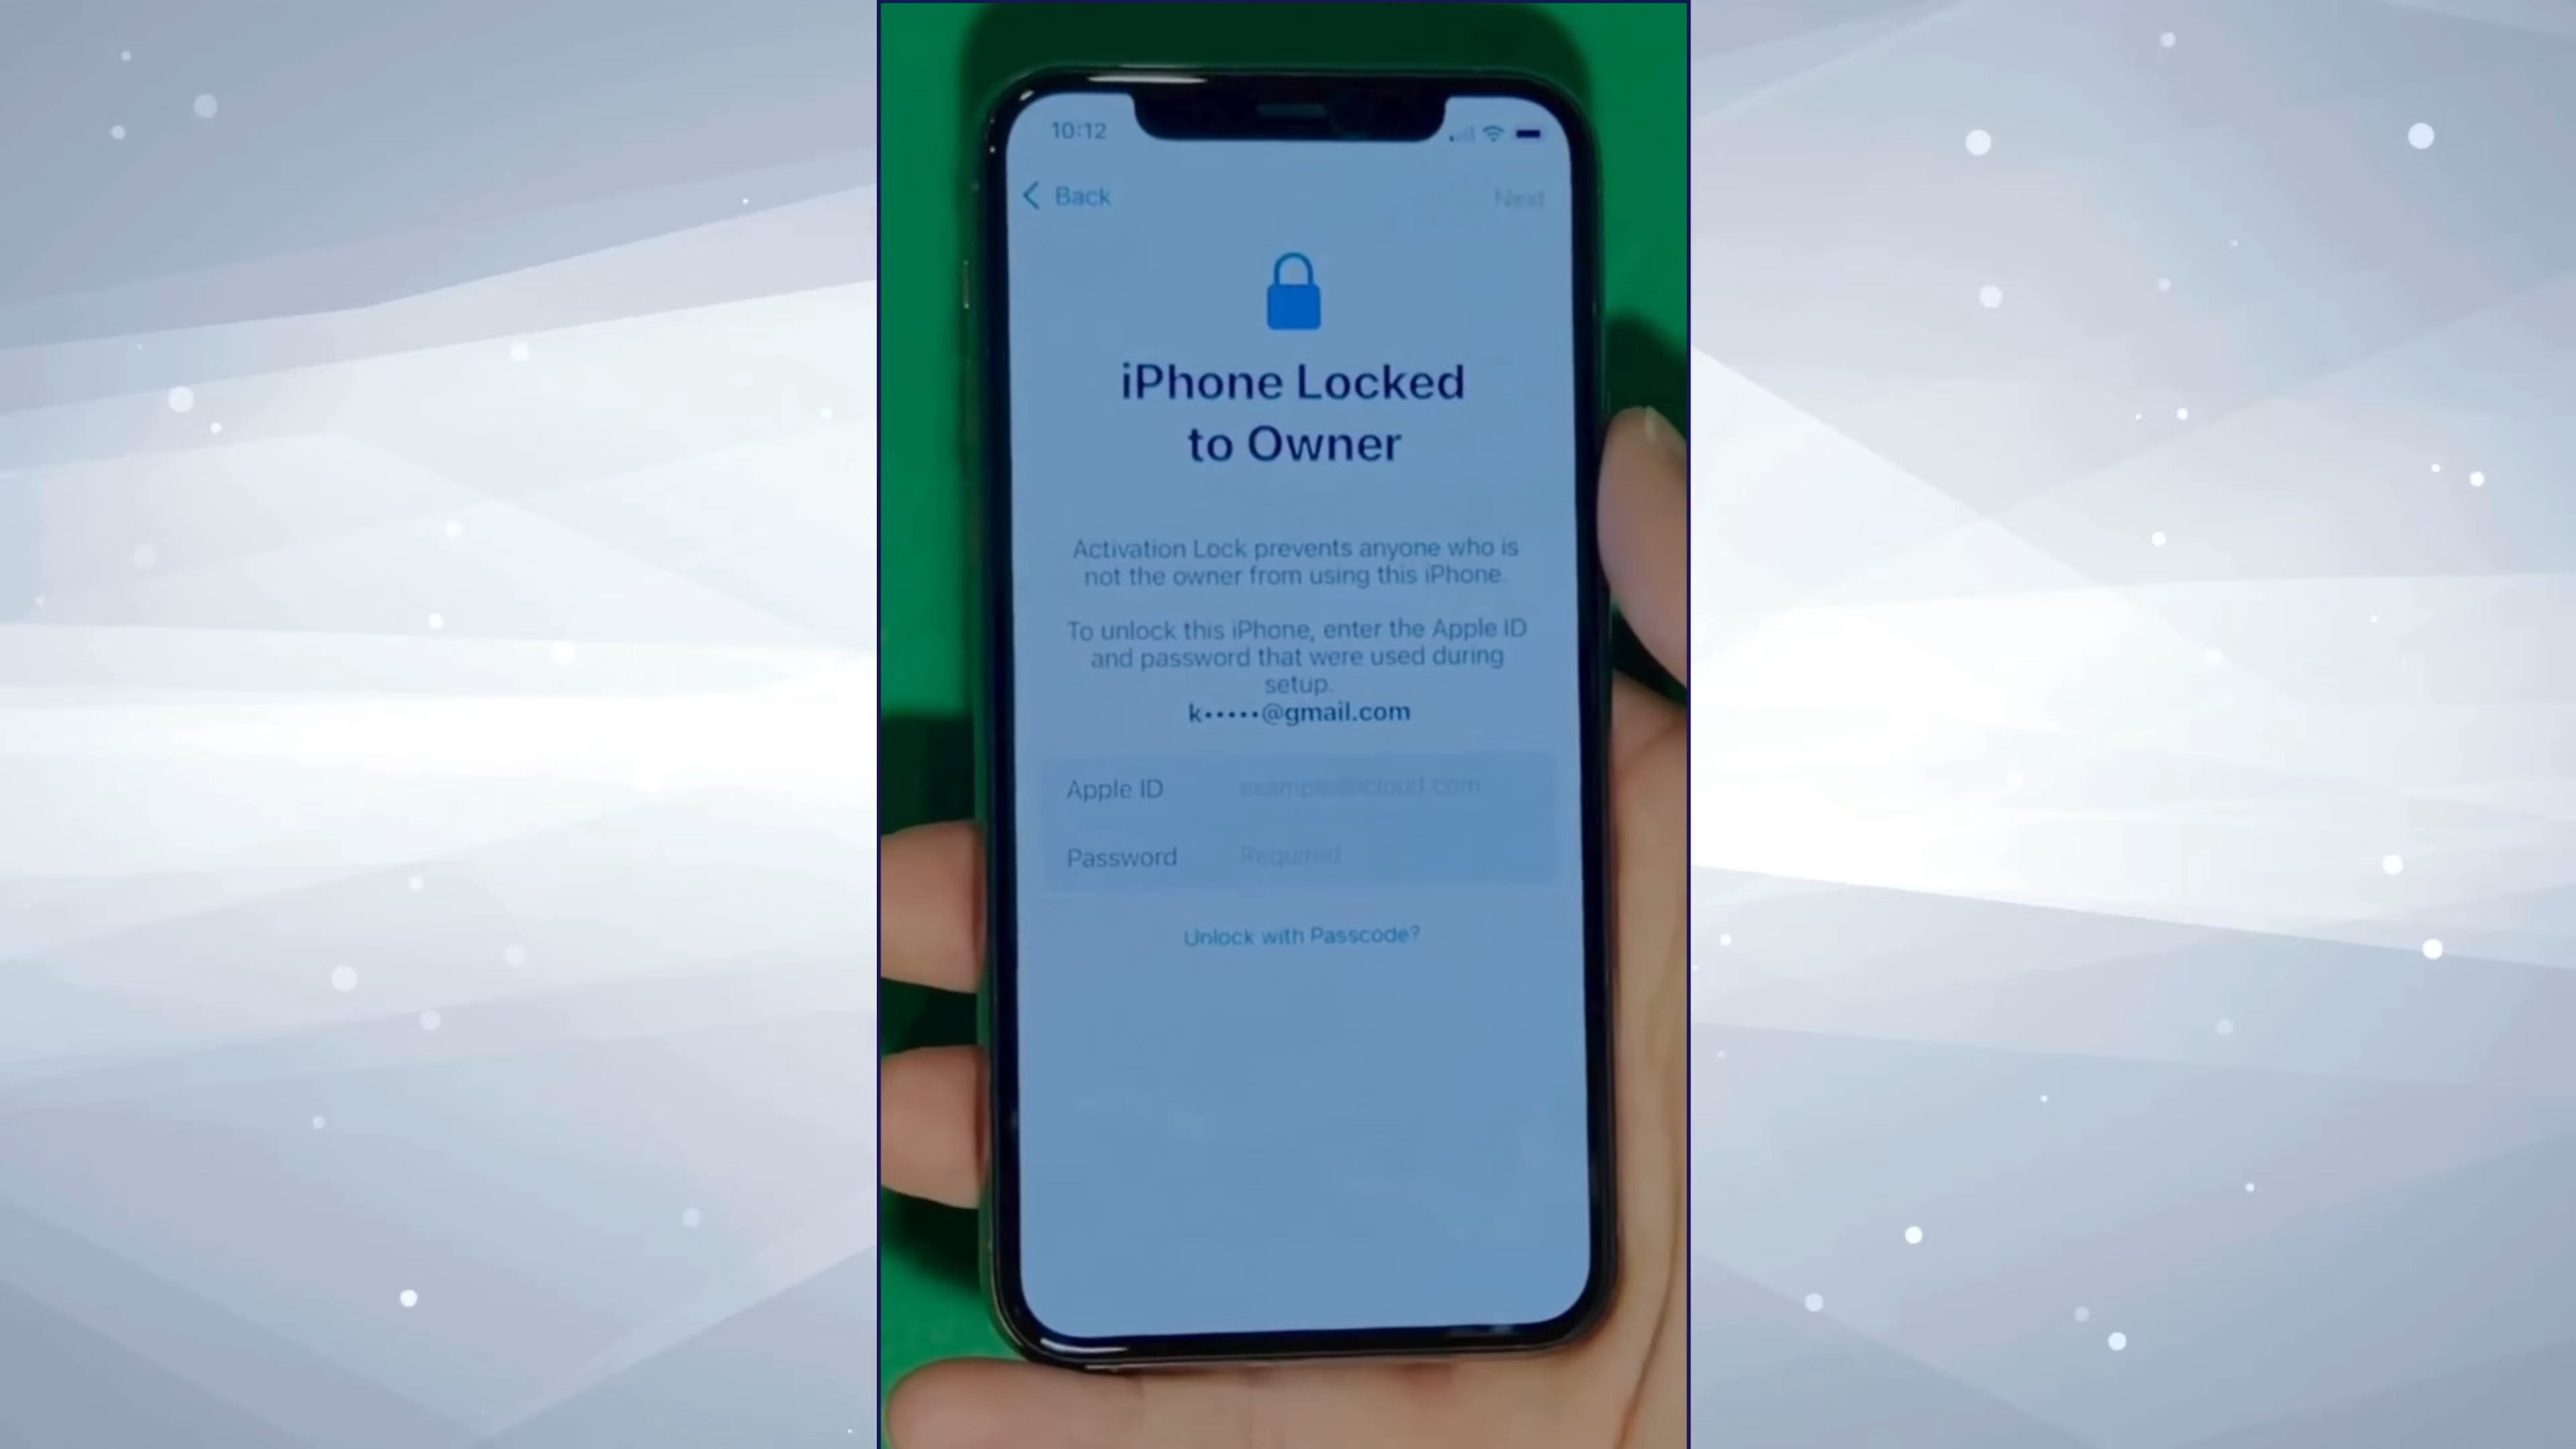 10:12
Back
Next
iPhone Locked
to Owner
Activation Lock prevents anyone who is
not the owner from using this iPhone.
To unlock this iPhone, enter the Apple ID
and password that were used during
setup.
k•••••@gmail.com
Apple ID example@icloud.com
Password Required
Unlock with Passcode?